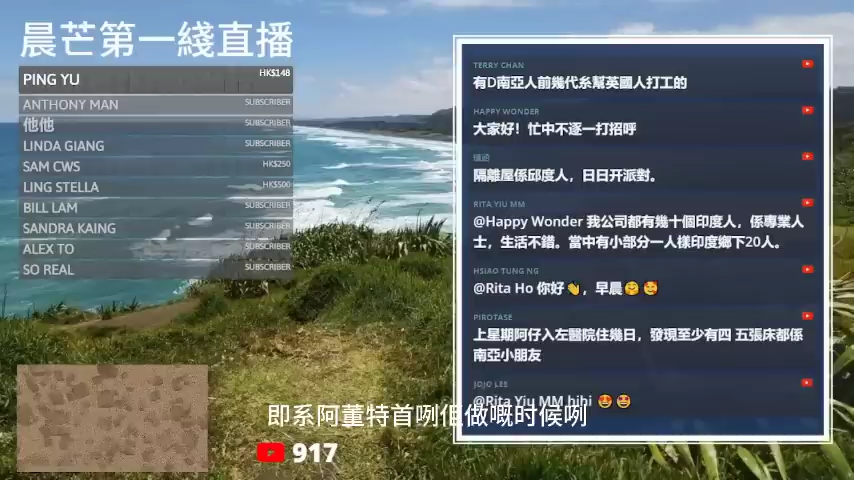 晨芒第一綫直播
PING YU HK$148
ANTHONY MAN SUBSCRIBER
他他 SUBSCRIBER
LINDA GIANG SUBSCRIBER
SAM CWS HK$250
LING STELLA HK$500
BILL LAM SUBSCRIBER
SANDRA KAING SUBSCRIBER
ALEX TO SUBSCRIBER
SO REAL SUBSCRIBER
TERRY CHAN
有D南亞人前幾代系幫英國人打工的
HAPPY WONDER
大家好！忙中不逐一打招呼
隔離屋係邱度人，日日开派對。
RITA YIU MM
@Happy Wonder 我公司都有幾十個印度人，係專業人
士，生活不錯。當中有小部分一人樣印度鄉下20人。
HSIAO TUNG NG
@Rita Ho 你好👋，早晨🤗🥰
PIROTASE
上星期阿仔入左醫院住幾日，發現至少有四 五張床都係
南亞小朋友
JOJO LEE
@Rita Yiu MM hihi 😍🤩
即系阿董特首咧佢做嘅时候咧
917